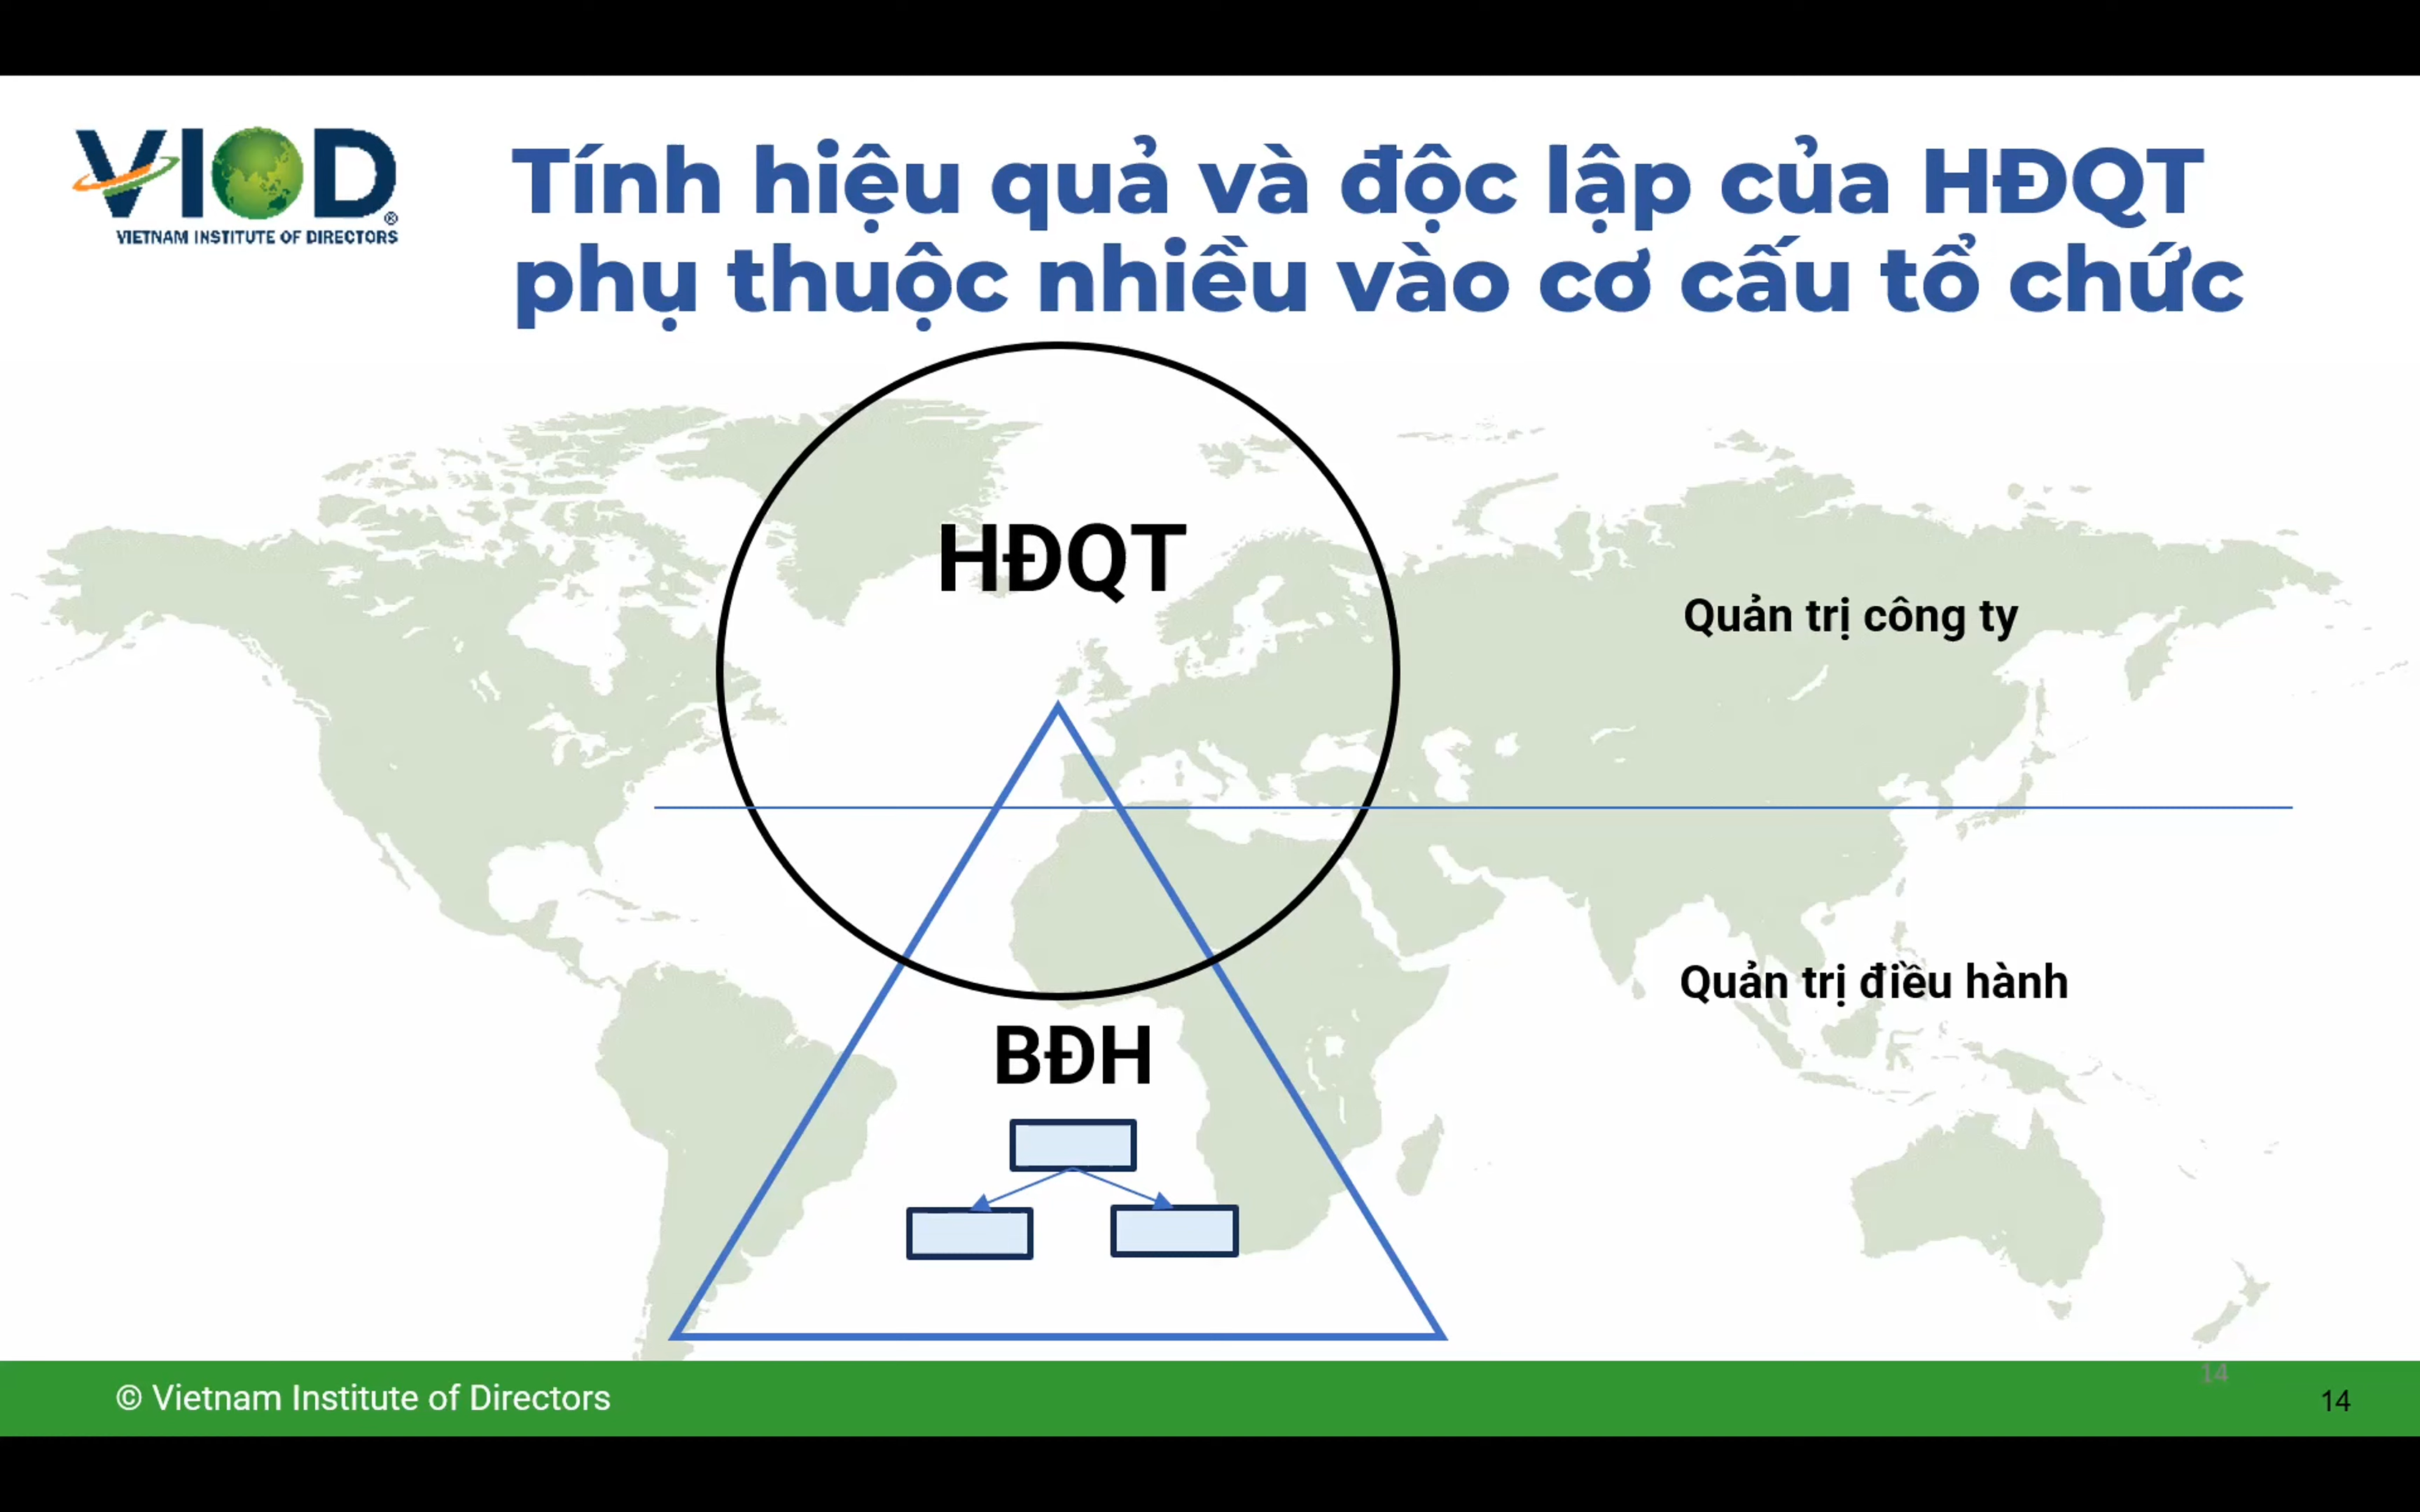 VIOD
®
VIETNAM INSTITUTE OF DIRECTORS
Tính hiệu quả và độc lập của HĐQT
phụ thuộc nhiều vào cơ cấu tổ chức
HĐQT
Quản trị công ty
Quản trị điều hành
BĐH
© Vietnam Institute of Directors
14
14